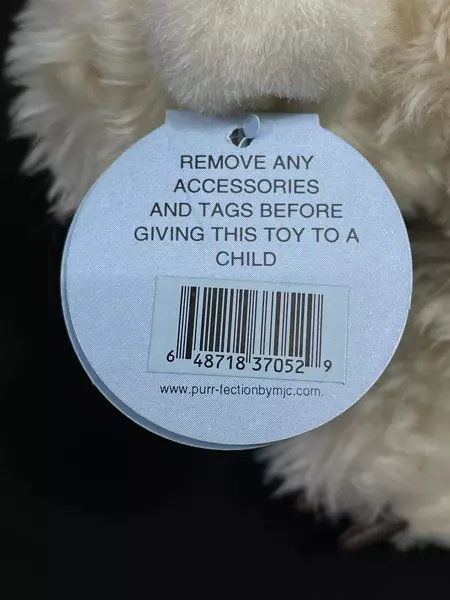 REMOVE ANY
ACCESSORIES
AND TAGS BEFORE
GIVING THIS TOY TO A
CHILD
6 48718 37052 9
www.purr-fectionbymjc.com.